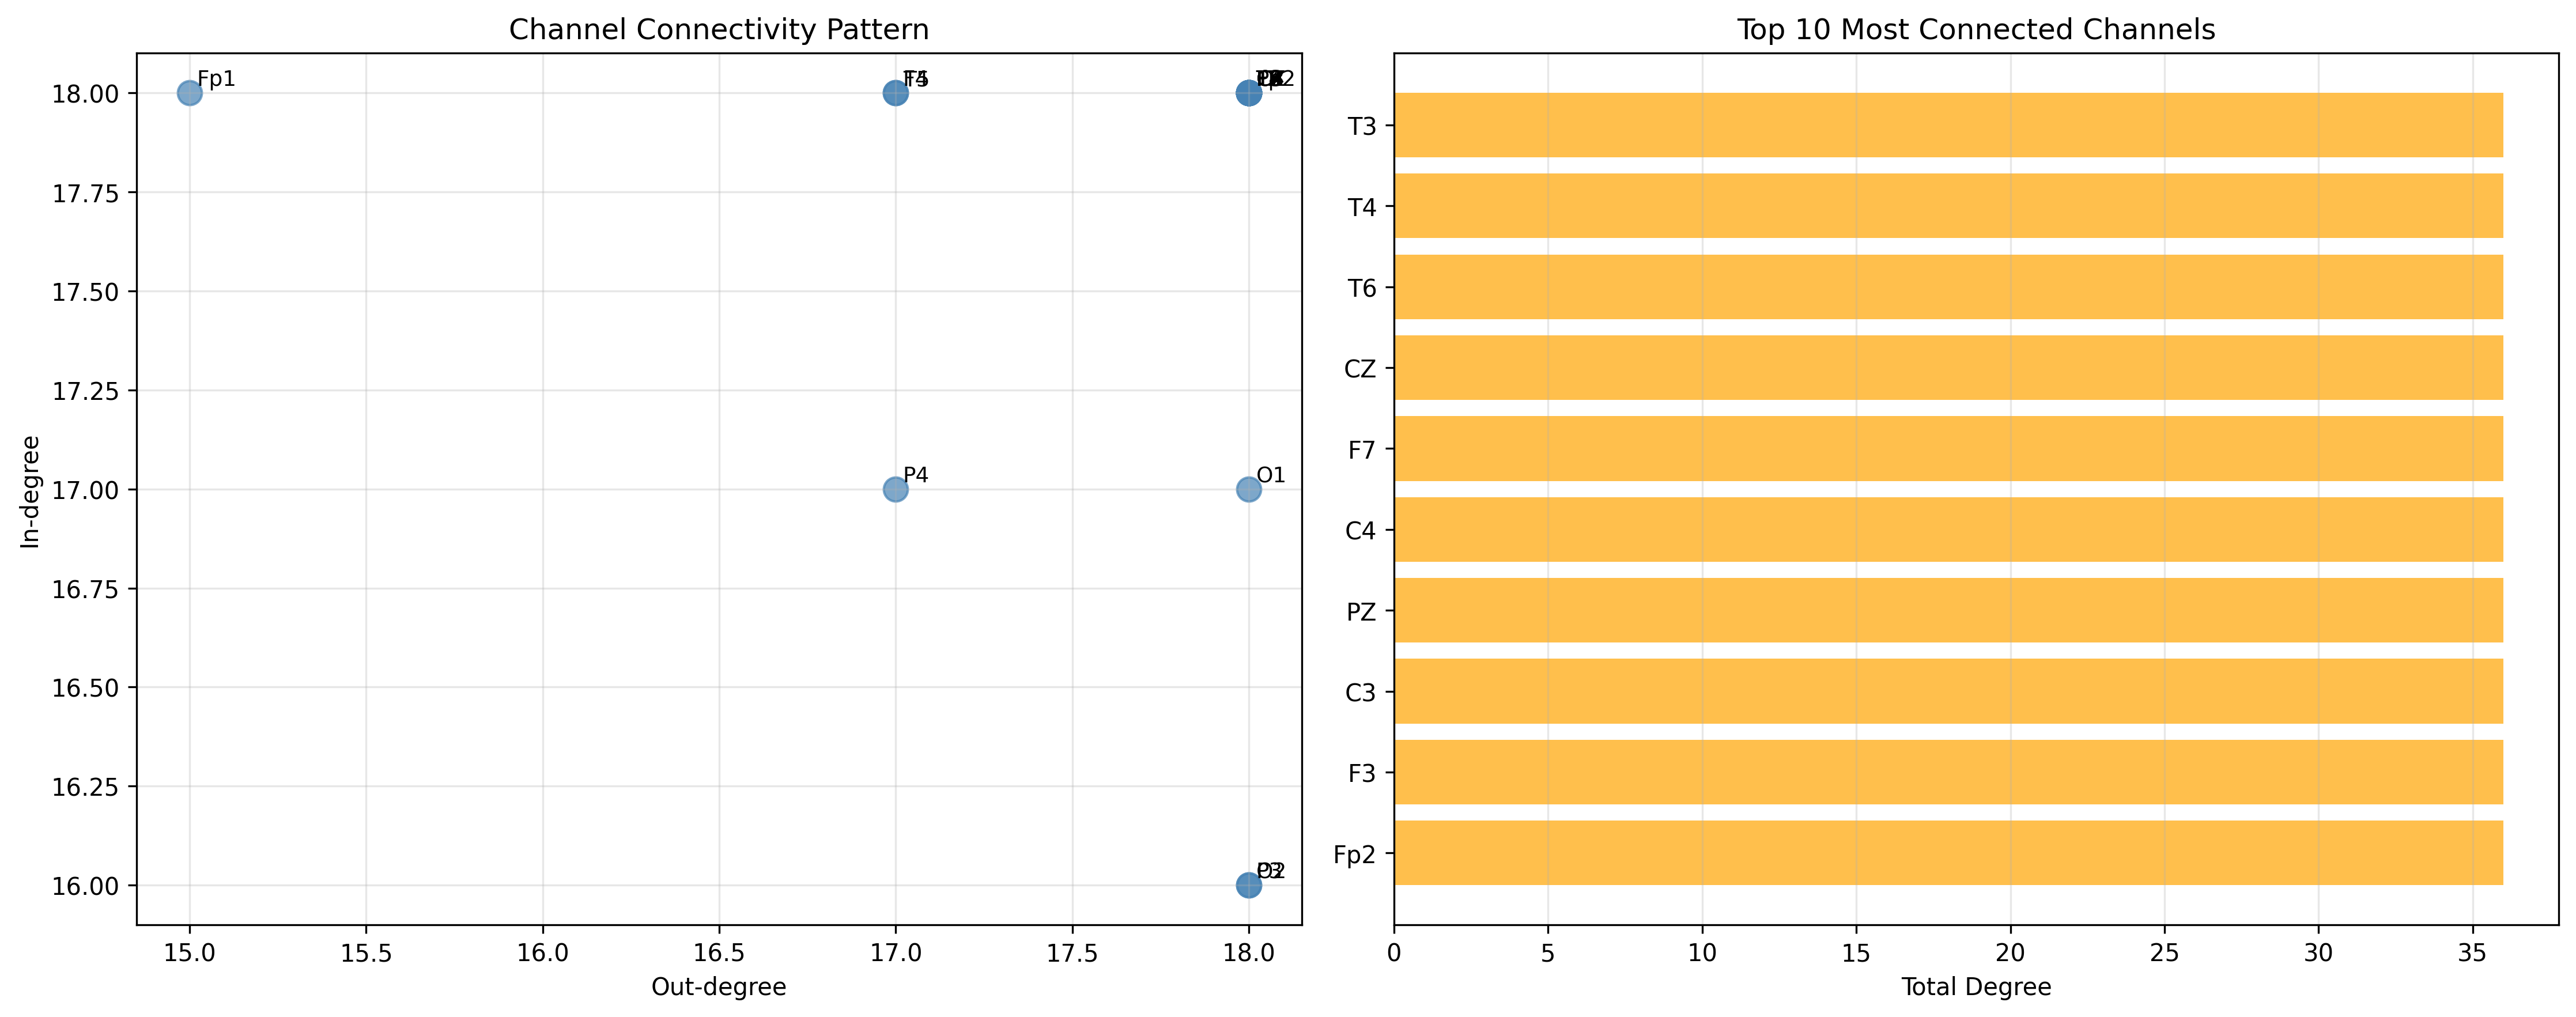 Channel Connectivity Pattern
Fp1
P4
O1
18.00
17.75
17.50
17.25
17.00
16.75
16.50
16.25
16.00
In-degree
15.0 15.5 16.0 16.5 17.0 17.5 18.0
Out-degree
Top 10 Most Connected Channels
T3
T4
T6
CZ
F7
C4
PZ
C3
F3
Fp2
0 5 10 15 20 25 30 35
Total Degree